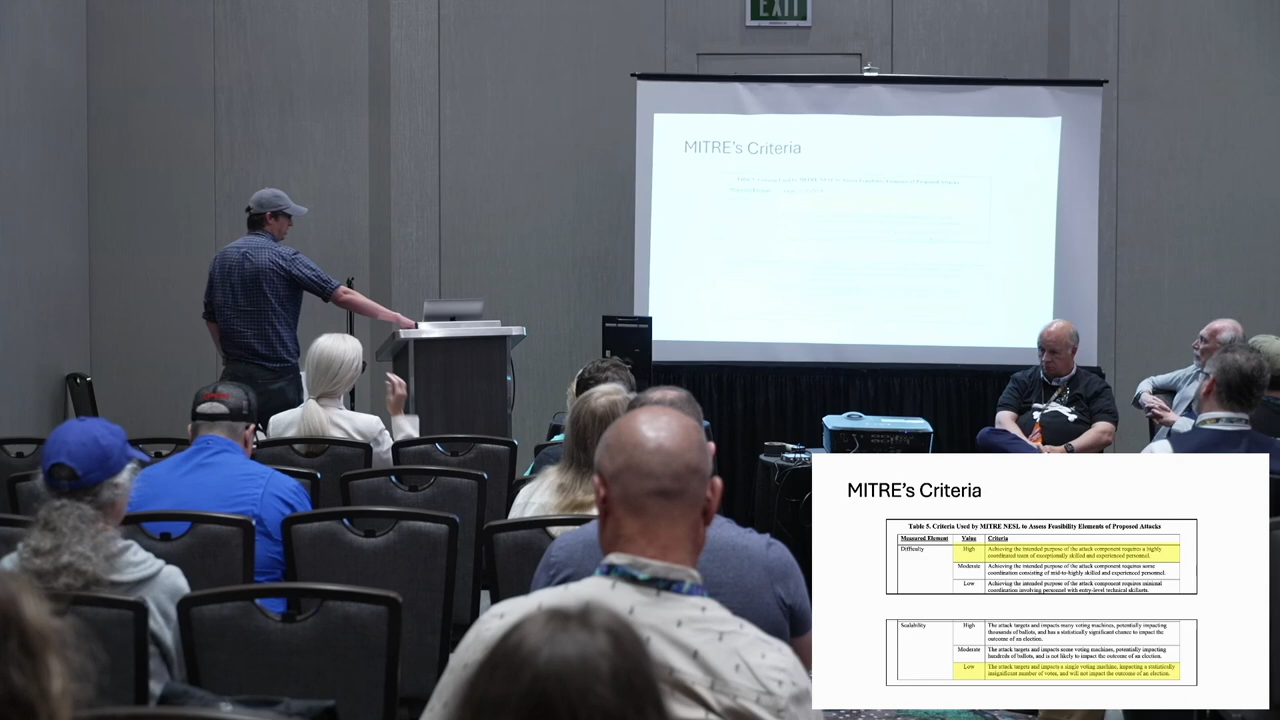 EXIT
MITRE's Criteria
MITRE's Criteria
Table 5. Criteria Used by MITRE NESL to Assess Feasibility Elements of Proposed Attacks
Measured Element Value Criteria
Difficulty High Achieving the intended purpose of the attack component requires a highly
coordinated team of exceptionally skilled and experienced personnel.
Moderate Achieving the intended purpose of the attack component requires some
coordination consisting of mid-to-highly skilled and experienced personnel.
Low Achieving the intended purpose of the attack component requires minimal
coordination involving personnel with entry-level technical skillsets.
Scalability High The attack targets and impacts many voting machines, potentially impacting
thousands of ballots, and has a statistically significant chance to impact the
outcome of an election.
Moderate The attack targets and impacts some voting machines, potentially impacting
hundreds of ballots, and is not likely to impact the outcome of an election.
Low The attack targets and impacts a single voting machine, impacting a statistically
insignificant number of votes, and will not impact the outcome of an election.